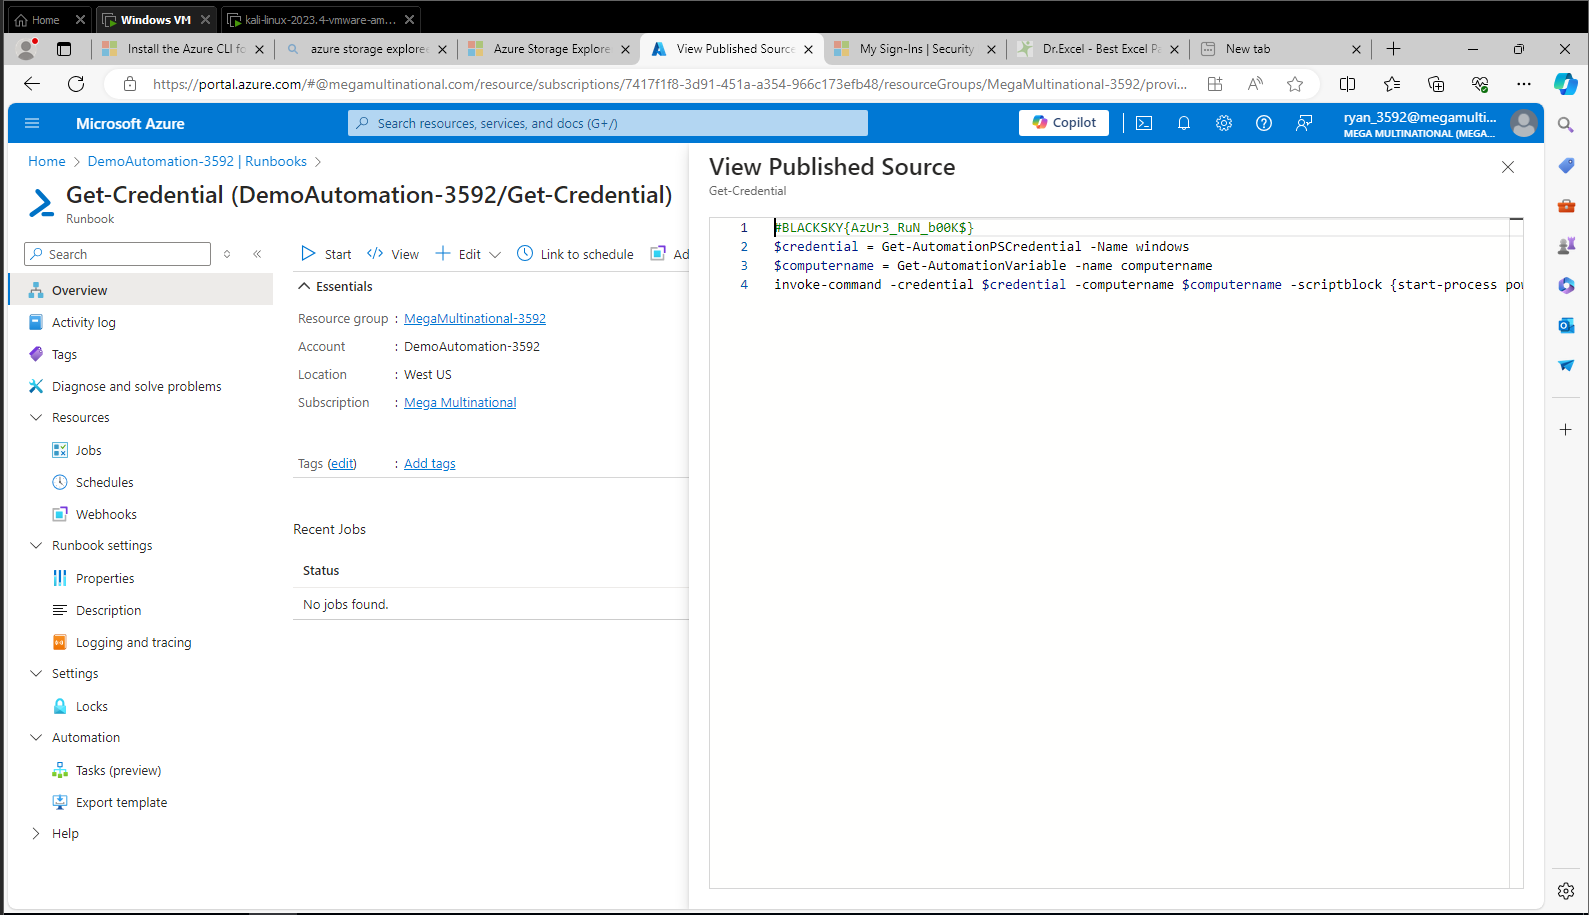 Home
Windows VM
kali-linux-2023.4-vmware-am...
Install the Azure CLI fo
azure storage explore
Azure Storage Explore
View Published Source
My Sign-Ins | Security
Dr.Excel - Best Excel Pa
New tab
https://portal.azure.com/#@megamultinational.com/resource/subscriptions/7417f1f8-3d91-451a-a354-966c173efb48/resourceGroups/MegaMultinational-3592/provi...
Microsoft Azure
Search resources, services, and docs (G+/)
Copilot
ryan_3592@megamulti...
MEGA MULTINATIONAL (MEGA...
Home > DemoAutomation-3592 | Runbooks >
Get-Credential (DemoAutomation-3592/Get-Credential)
Runbook
Search
Overview
Activity log
Tags
Diagnose and solve problems
Resources
Jobs
Schedules
Webhooks
Runbook settings
Properties
Description
Logging and tracing
Settings
Locks
Automation
Tasks (preview)
Export template
Help
Start
View
Edit
Link to schedule
Ad
Essentials
Resource group : MegaMultinational-3592
Account : DemoAutomation-3592
Location : West US
Subscription : Mega Multinational
Tags (edit) : Add tags
Recent Jobs
Status
No jobs found.
View Published Source
Get-Credential
1 #BLACKSKY{AzUr3_RuN_b00K$}
2 $credential = Get-AutomationPSCredential -Name windows
3 $computername = Get-AutomationVariable -name computername
4 invoke-command -credential $credential -computername $computername -scriptblock {start-process pow